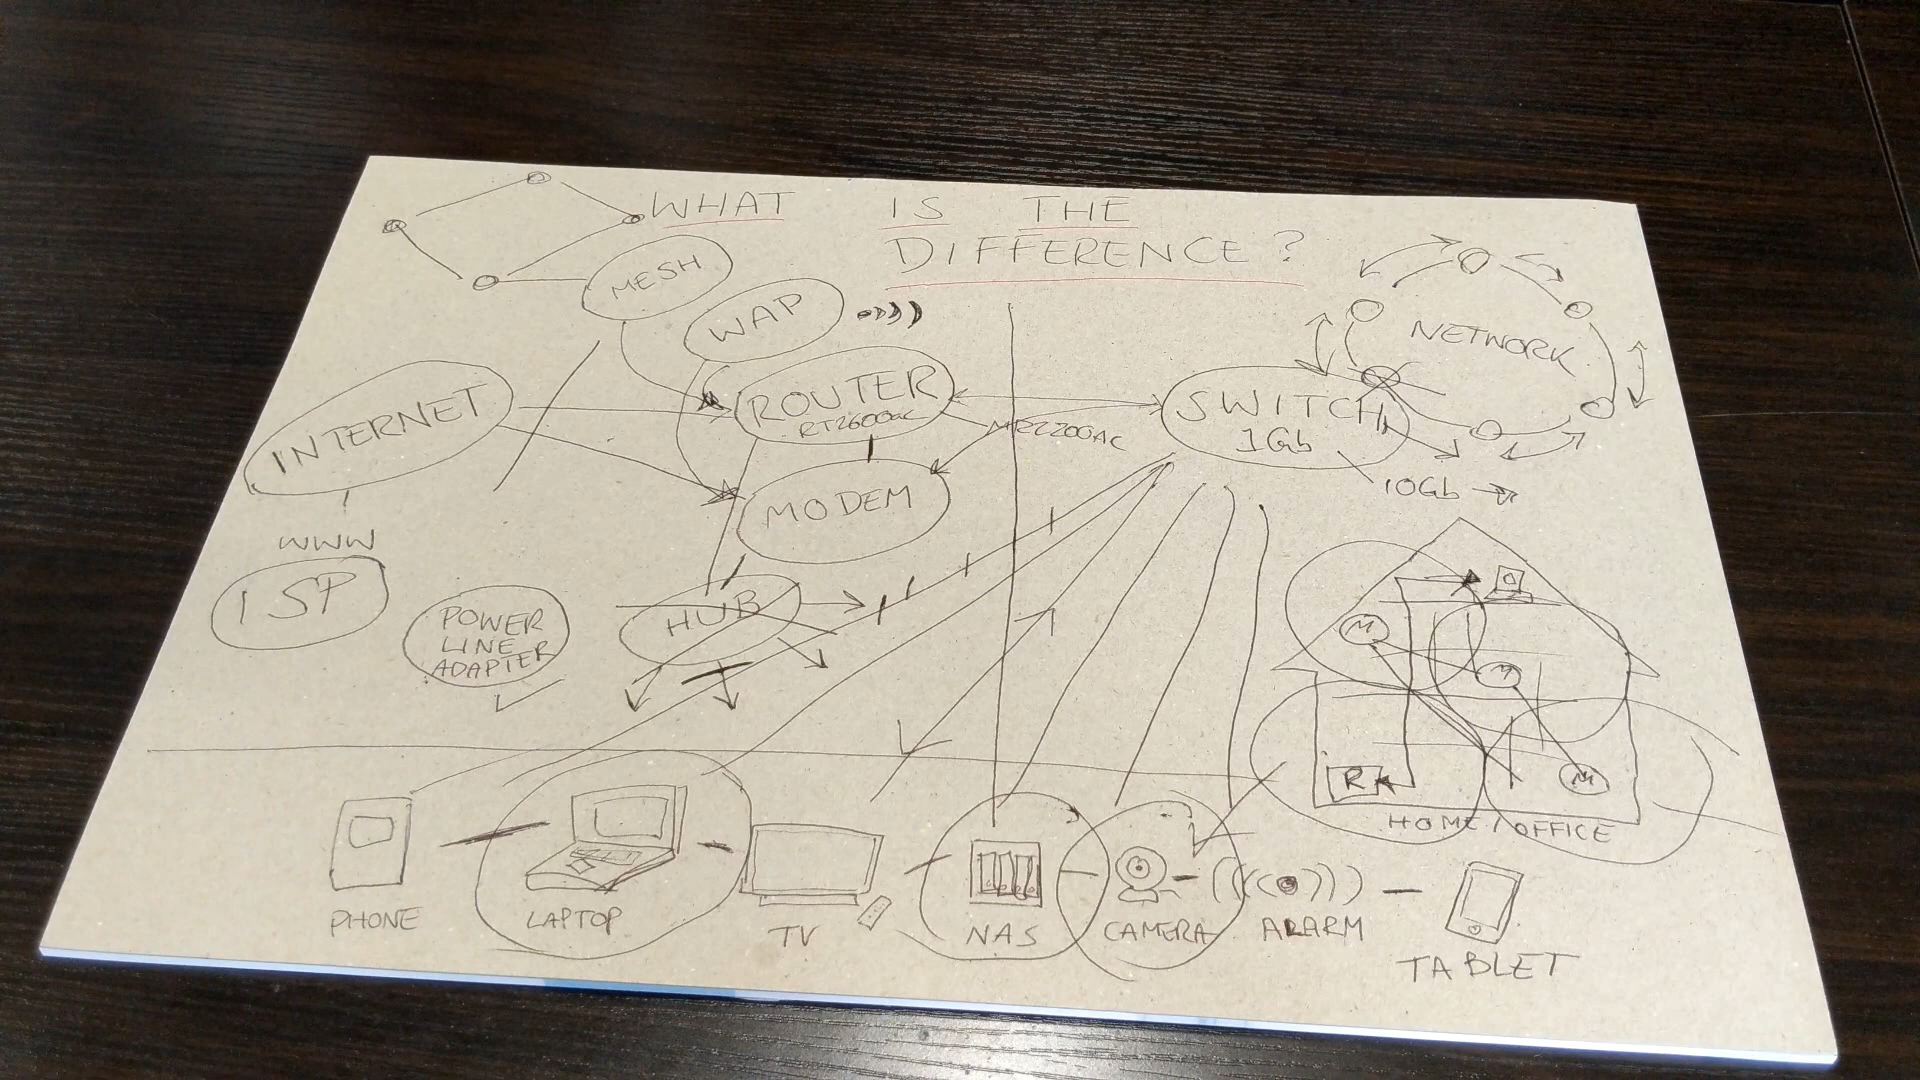 WHAT IS THE
DIFFERENCE?
MESH
WAP
NETWORK
INTERNET
ROUTER
RT2600ac
MR2200AC
SWITCH
1Gb
10Gb
MODEM
WWW
ISP
POWER
LINE
ADAPTER
HUB
M
M
M
R
HOME / OFFICE
PHONE
LAPTOP
TV
NAS
CAMERA
ALARM
TABLET